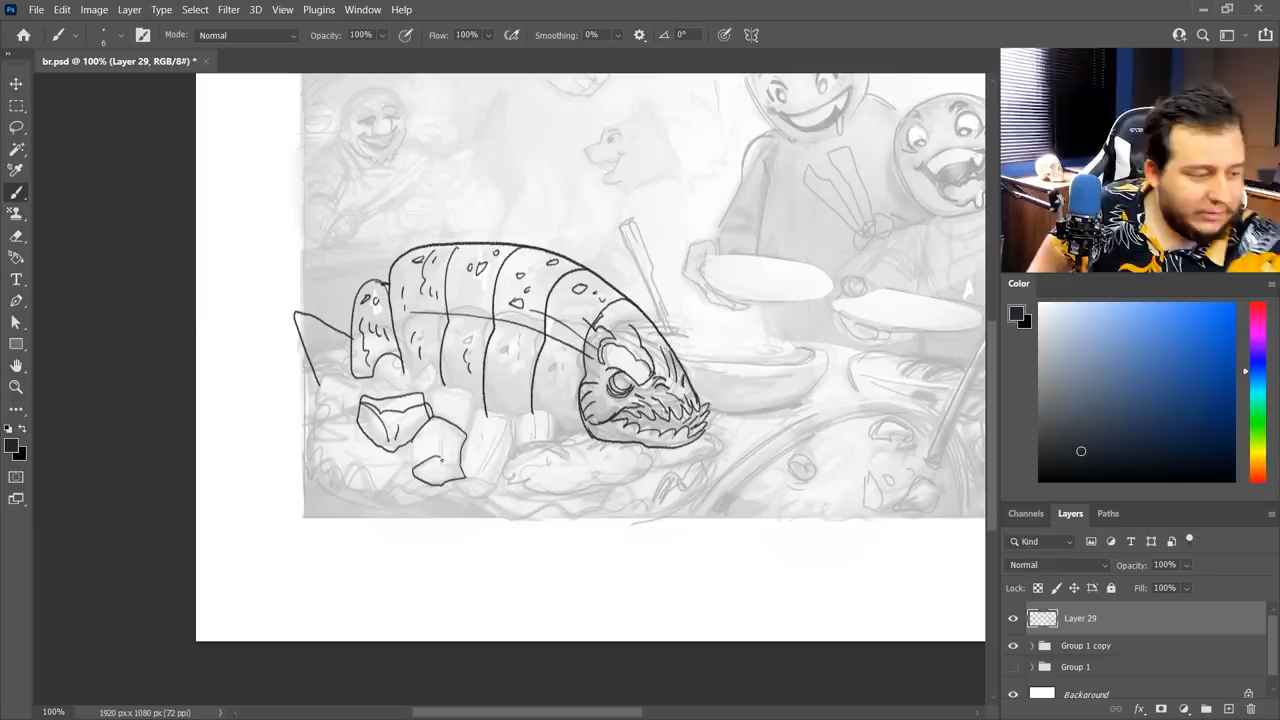 Ps File Edit Image Layer Type Select Filter 3D View Plugins Window Help
6 Mode: Normal Opacity: 100% Flow: 100% Smoothing: 0% 0°
br.psd @ 100% (Layer 29, RGB/8#) * ×
Color
Channels Layers Paths
Kind
Normal Opacity: 100%
Lock: Fill: 100%
Layer 29
Group 1 copy
Group 1
Background
100% 1920 px x 1080 px (72 ppi)